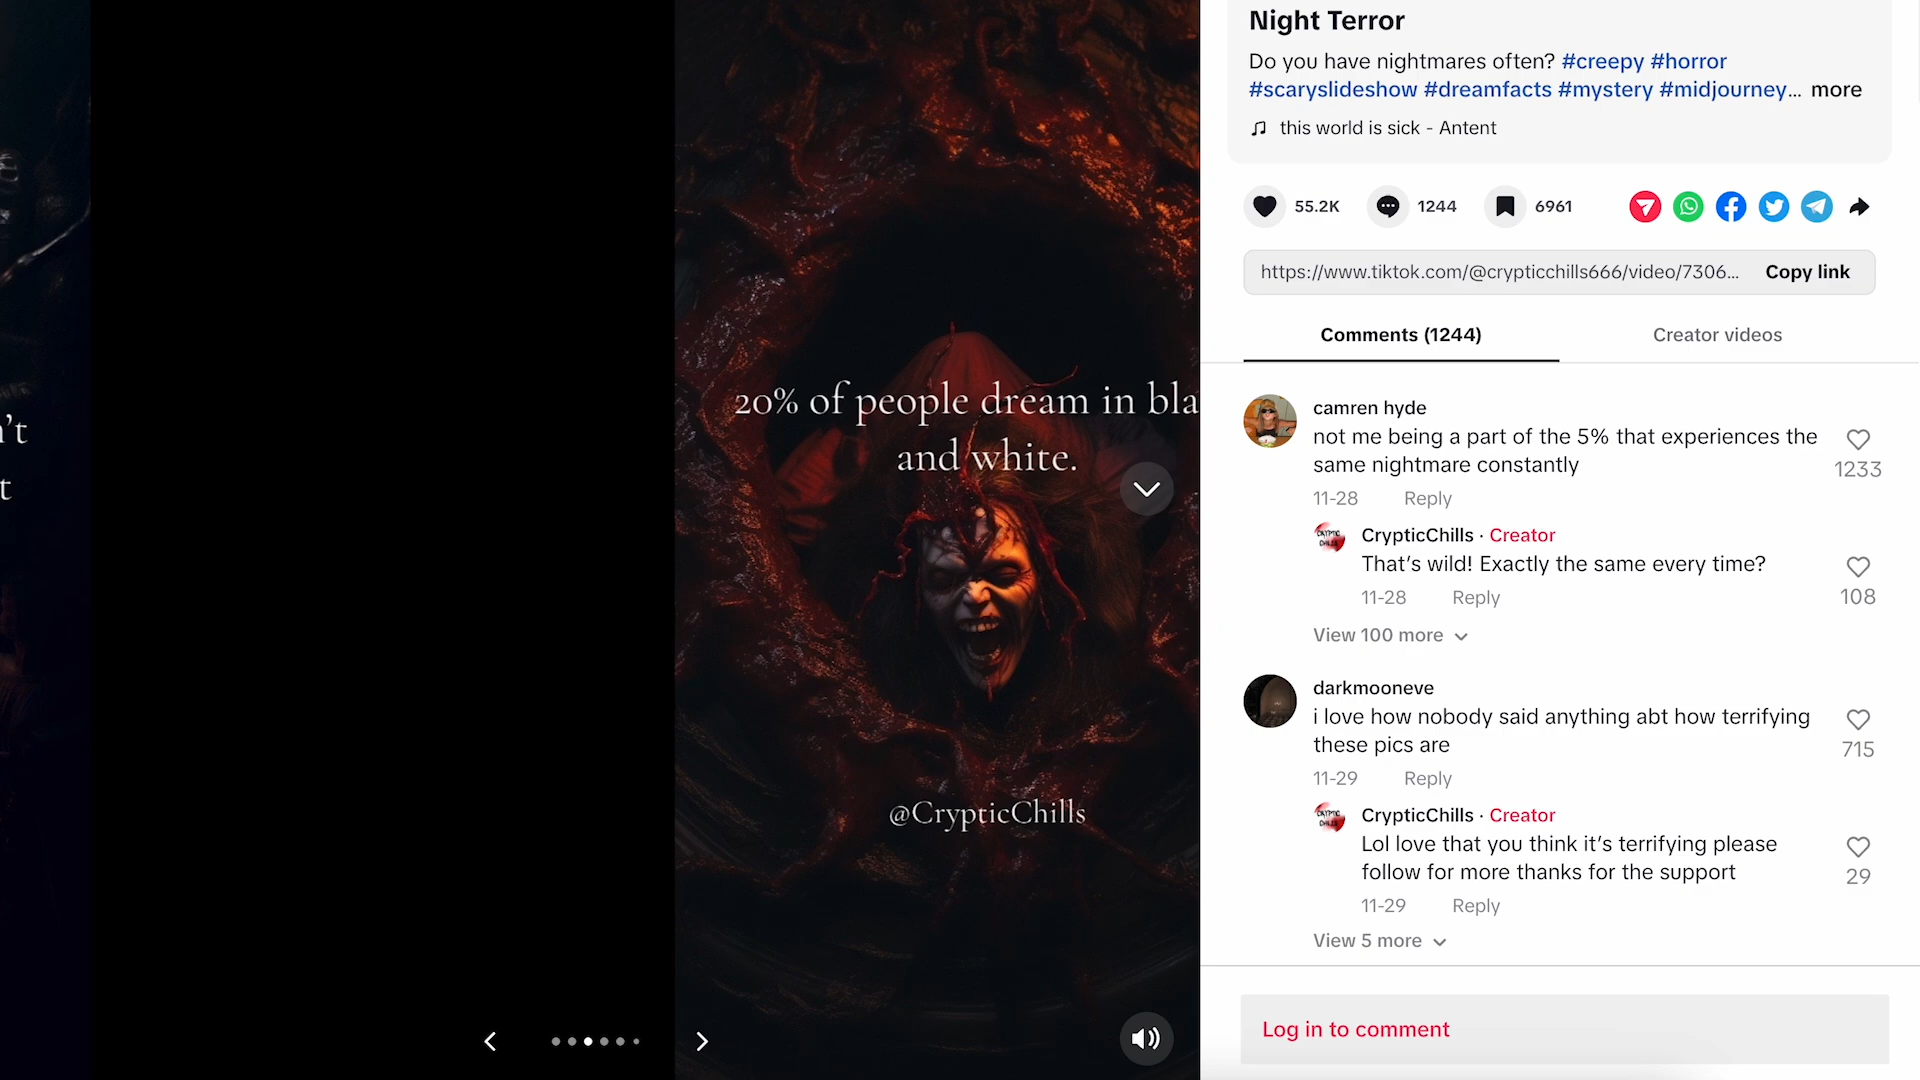 n't
t
20% of people dream in bla
and white.
@CrypticChills
Night Terror
Do you have nightmares often? #creepy #horror
#scaryslideshow #dreamfacts #mystery #midjourney... more
this world is sick - Antent
55.2K
1244
6961
https://www.tiktok.com/@crypticchills666/video/7306... Copy link
Comments (1244) Creator videos
camren hyde
not me being a part of the 5% that experiences the
same nightmare constantly
1233
11-28 Reply
CrypticChills · Creator
That’s wild! Exactly the same every time?
108
11-28 Reply
View 100 more
darkmooneve
i love how nobody said anything abt how terrifying
these pics are
715
11-29 Reply
CrypticChills · Creator
Lol love that you think it’s terrifying please
follow for more thanks for the support
29
11-29 Reply
View 5 more
Log in to comment